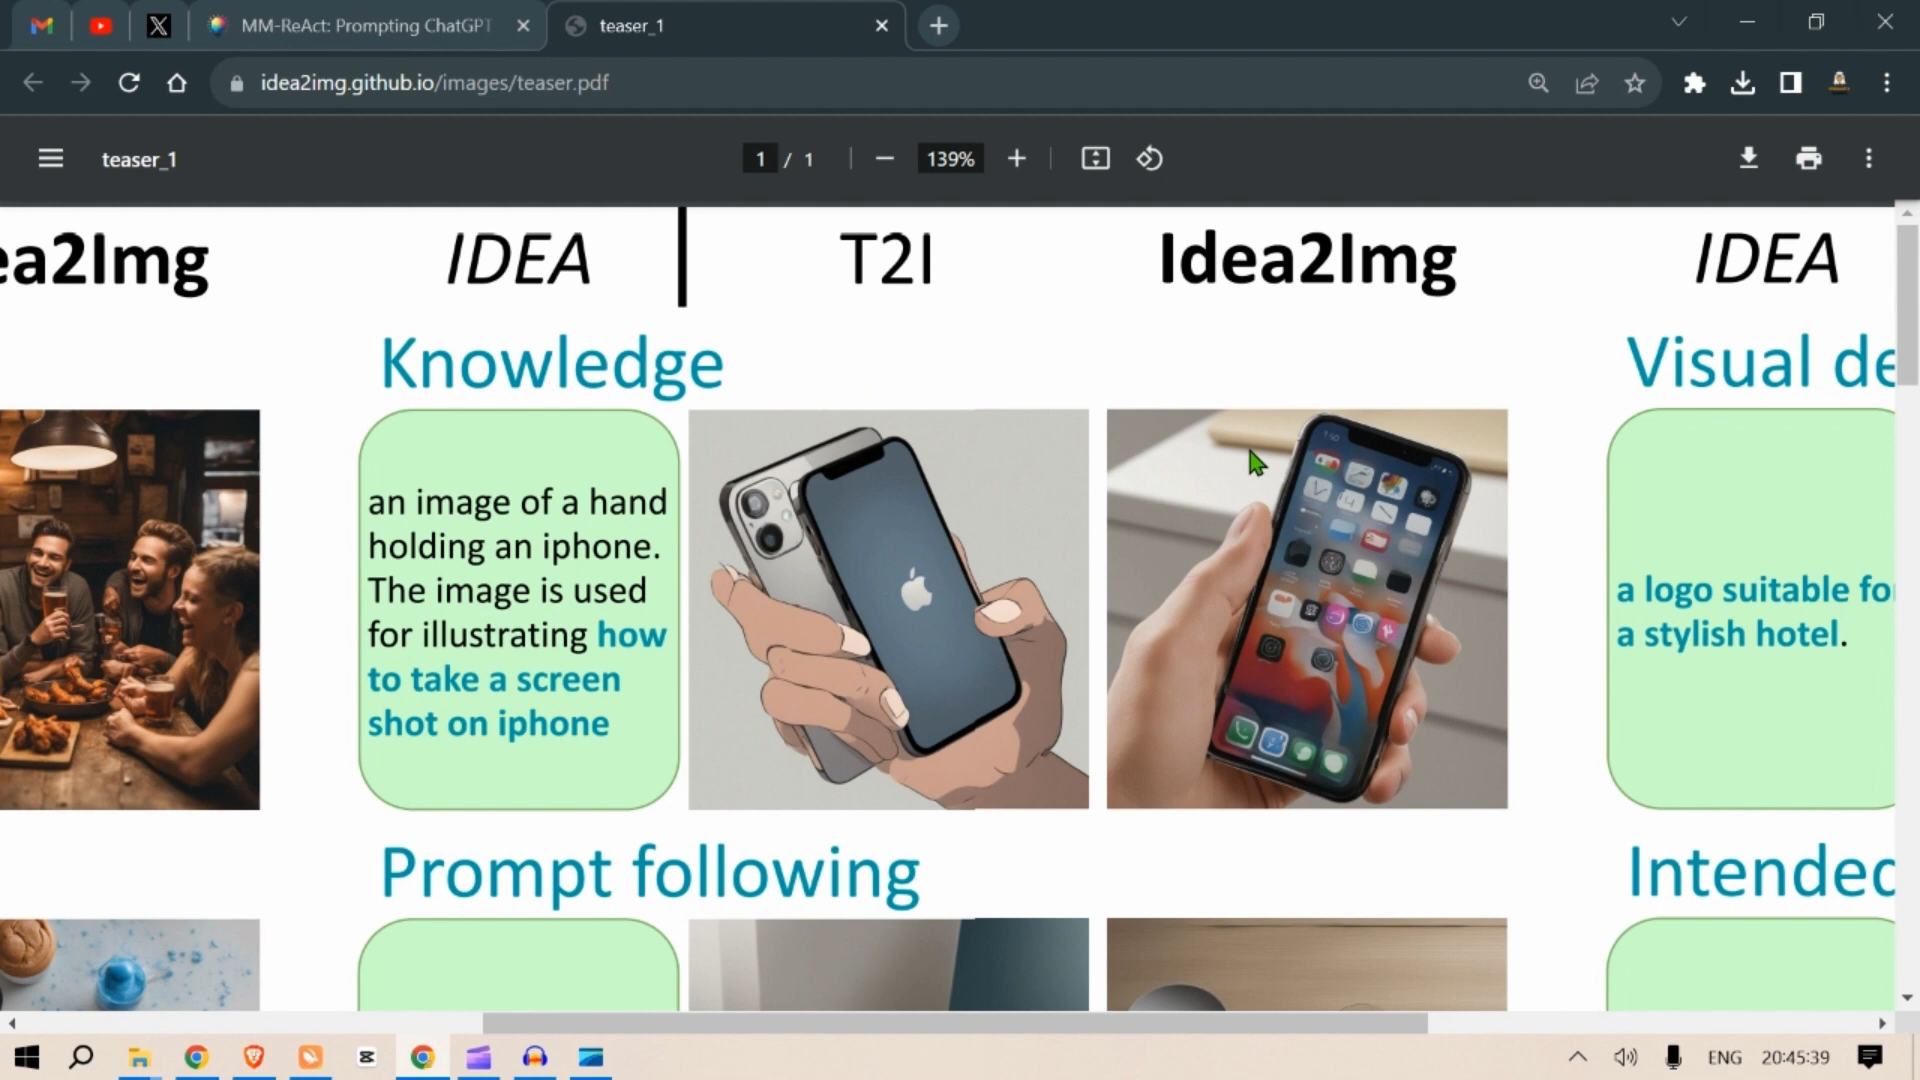 MM-ReAct: Prompting ChatGPT
teaser_1
idea2img.github.io/images/teaser.pdf
teaser_1
1 / 1
139%
ea2Img
IDEA
T2I
Idea2Img
IDEA
Knowledge
Visual de
an image of a hand
holding an iphone.
The image is used
for illustrating how
to take a screen
shot on iphone
a logo suitable for
a stylish hotel.
Prompt following
Intended
ENG
20:45:39